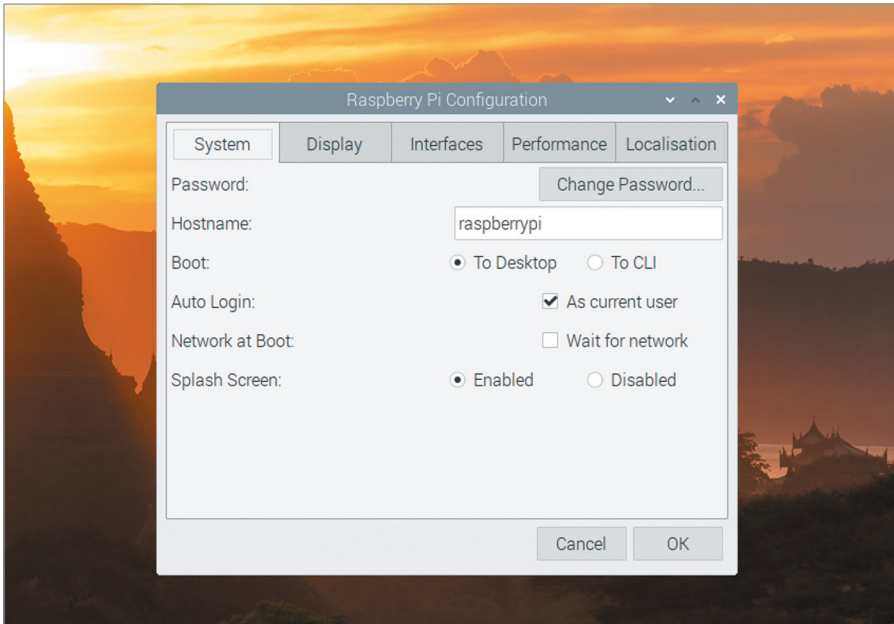 Raspberry Pi Configuration
System Display Interfaces Performance Localisation
Password: Change Password...
Hostname: raspberrypi
Boot: To Desktop To CLI
Auto Login: As current user
Network at Boot: Wait for network
Splash Screen: Enabled Disabled
Cancel OK